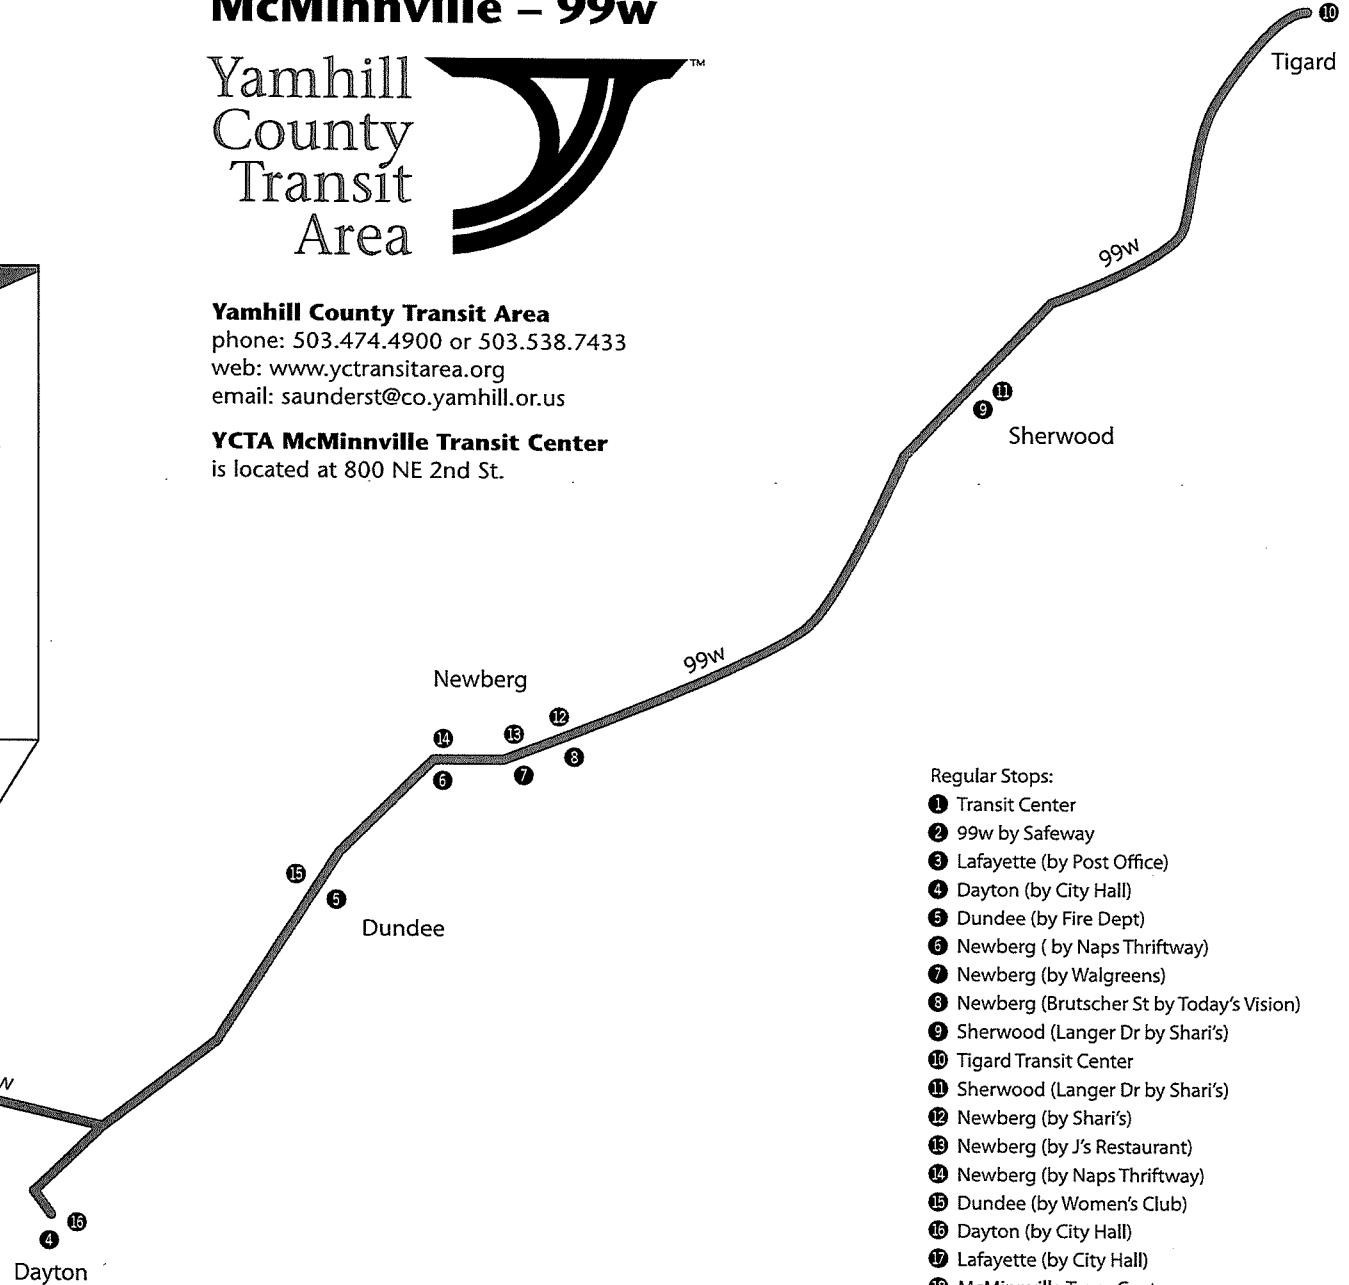 McMinnville – 99w
Yamhill
County
Transit
Area
™
Yamhill County Transit Area
phone: 503.474.4900 or 503.538.7433
web: www.yctransitarea.org
email: saunderst@co.yamhill.or.us
YCTA McMinnville Transit Center
is located at 800 NE 2nd St.
10
Tigard
99w
11
9
Sherwood
99w
Newberg
12
13
14
8
7
6
15
5
Dundee
w
16
4
Dayton
Regular Stops:
1 Transit Center
2 99w by Safeway
3 Lafayette (by Post Office)
4 Dayton (by City Hall)
5 Dundee (by Fire Dept)
6 Newberg ( by Naps Thriftway)
7 Newberg (by Walgreens)
8 Newberg (Brutscher St by Today's Vision)
9 Sherwood (Langer Dr by Shari's)
10 Tigard Transit Center
11 Sherwood (Langer Dr by Shari's)
12 Newberg (by Shari's)
13 Newberg (by J's Restaurant)
14 Newberg (by Naps Thriftway)
15 Dundee (by Women's Club)
16 Dayton (by City Hall)
17 Lafayette (by City Hall)
18 McMinnville